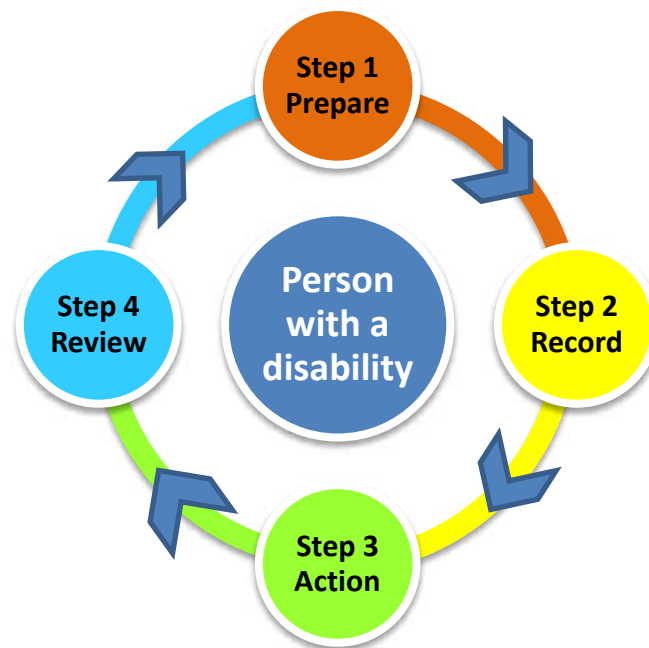 Step 1
Prepare
Step 2
Record
Step 3
Action
Step 4
Review
Person
with a
disability